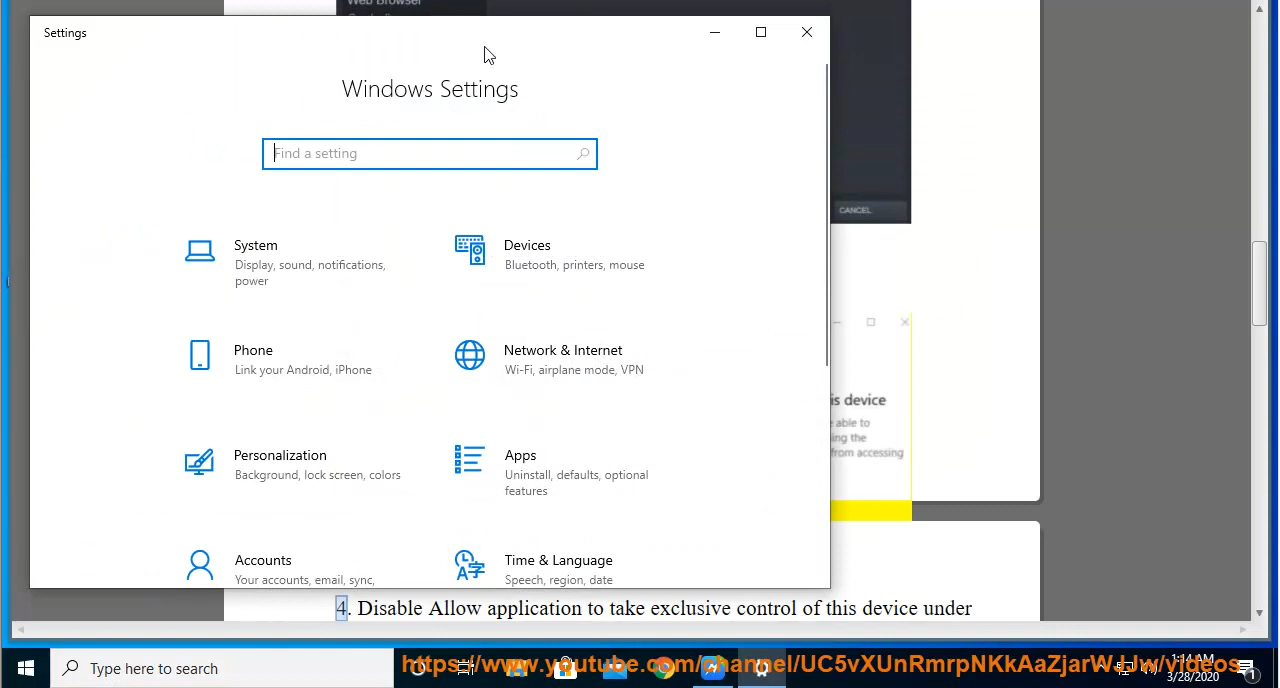 Web Browser
Settings
Windows Settings
Find a setting
System
Display, sound, notifications,
power
Devices
Bluetooth, printers, mouse
CANCEL
Phone
Link your Android, iPhone
Network & Internet
Wi-Fi, airplane mode, VPN
is device
able to
ing the
from accessing
Personalization
Background, lock screen, colors
Apps
Uninstall, defaults, optional
features
Accounts
Your accounts, email, sync,
Time & Language
Speech, region, date
4. Disable Allow application to take exclusive control of this device under
Type here to search
https://www.youtube.com/channel/UC5vXUnRmrpNKkAaZjarWJJw/videos
1:14 AM
3/28/2020
1